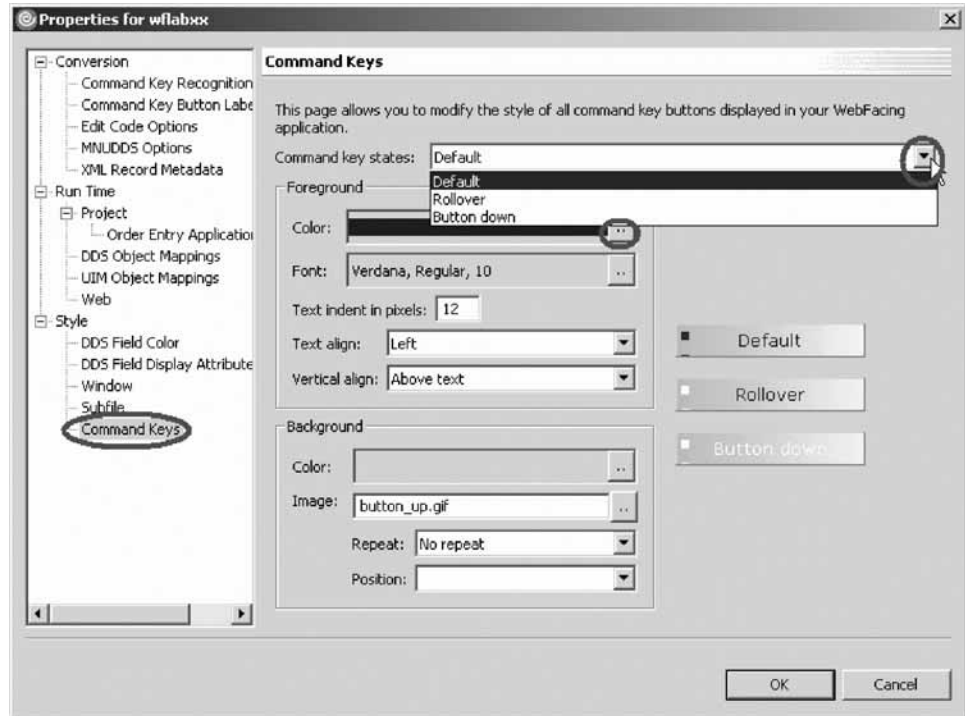 Properties for wflabxx
Conversion
Command Key Recognition
Command Key Button Labe
Edit Code Options
MNUDDS Options
XML Record Metadata
Run Time
Project
Order Entry Application
DDS Object Mappings
UIM Object Mappings
Web
Style
DDS Field Color
DDS Field Display Attribute
Window
Subfile
Command Keys
Command Keys
This page allows you to modify the style of all command key buttons displayed in your WebFacing
application.
Command key states: Default
Default
Rollover
Button down
Foreground
Color: ..
Font: Verdana, Regular, 10 ..
Text indent in pixels: 12
Text align: Left
Vertical align: Above text
Background
Color: ..
Image: button_up.gif ..
Repeat: No repeat
Position:
Default
Rollover
Button down
OK Cancel